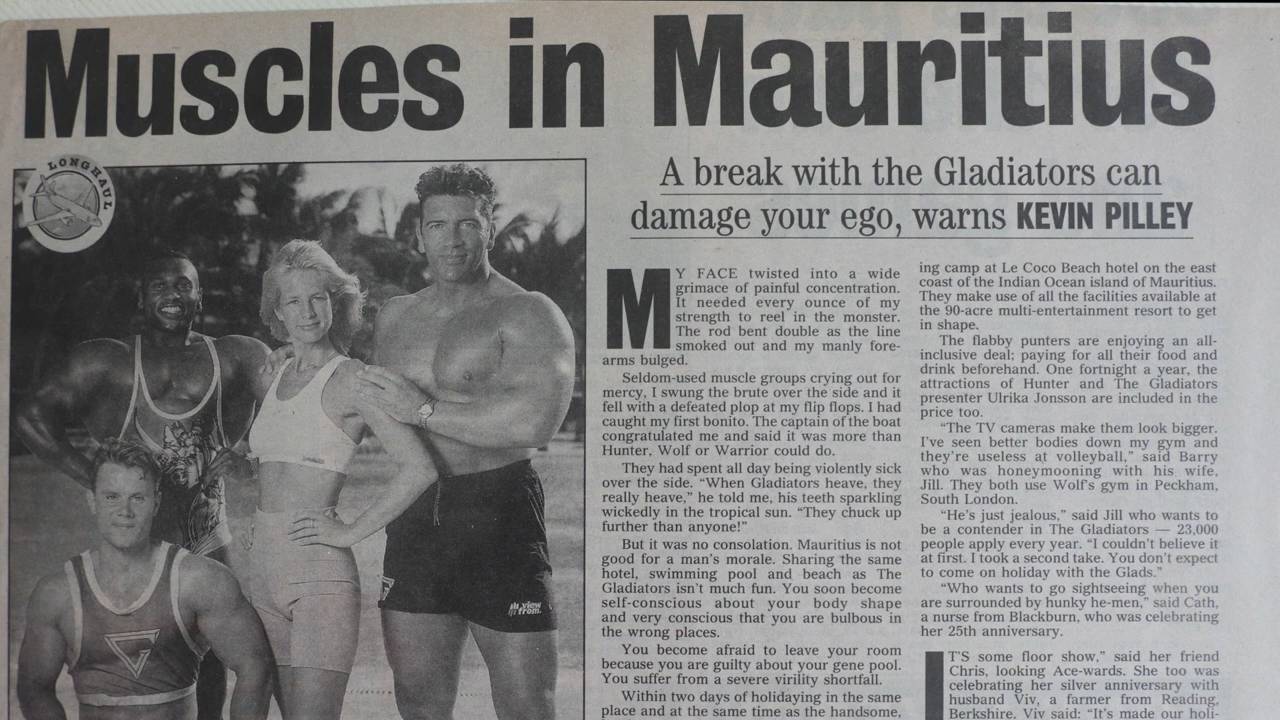 Muscles in Mauritius
LONGHAUL
A break with the Gladiators can
damage your ego, warns KEVIN PILLEY
MY FACE twisted into a wide
grimace of painful concentration.
It needed every ounce of my
strength to reel in the monster.
The rod bent double as the line
smoked out and my manly fore-
arms bulged.
Seldom-used muscle groups crying out for
mercy, I swung the brute over the side and it
fell with a defeated plop at my flip flops. I had
caught my first bonito. The captain of the boat
congratulated me and said it was more than
Hunter, Wolf or Warrior could do.
They had spent all day being violently sick
over the side. “When Gladiators heave, they
really heave,” he told me, his teeth sparkling
wickedly in the tropical sun. “They chuck up
further than anyone!”
But it was no consolation. Mauritius is not
good for a man's morale. Sharing the same
hotel, swimming pool and beach as The
Gladiators isn't much fun. You soon become
self-conscious about your body shape
and very conscious that you are bulbous in
the wrong places.
You become afraid to leave your room
because you are guilty about your gene pool.
You suffer from a severe virility shortfall.
Within two days of holidaying in the same
place and at the same time as the handsome,
ing camp at Le Coco Beach hotel on the east
coast of the Indian Ocean island of Mauritius.
They make use of all the facilities available at
the 90-acre multi-entertainment resort to get
in shape.
The flabby punters are enjoying an all-
inclusive deal; paying for all their food and
drink beforehand. One fortnight a year, the
attractions of Hunter and The Gladiators
presenter Ulrika Jonsson are included in the
price too.
“The TV cameras make them look bigger.
I've seen better bodies down my gym and
they're useless at volleyball,” said Barry
who was honeymooning with his wife,
Jill. They both use Wolf's gym in Peckham,
South London.
“He's just jealous,” said Jill who wants to
be a contender in The Gladiators — 23,000
people apply every year. “I couldn't believe it
at first. I took a second take. You don't expect
to come on holiday with the Glads.”
“Who wants to go sightseeing when you
are surrounded by hunky he-men,” said Cath,
a nurse from Blackburn, who was celebrating
her 25th anniversary.
IT'S some floor show,” said her friend
Chris, looking Ace-wards. She too was
celebrating her silver anniversary with
husband Viv, a farmer from Reading,
Berkshire. Viv said: “It's made our holi-
view
from.